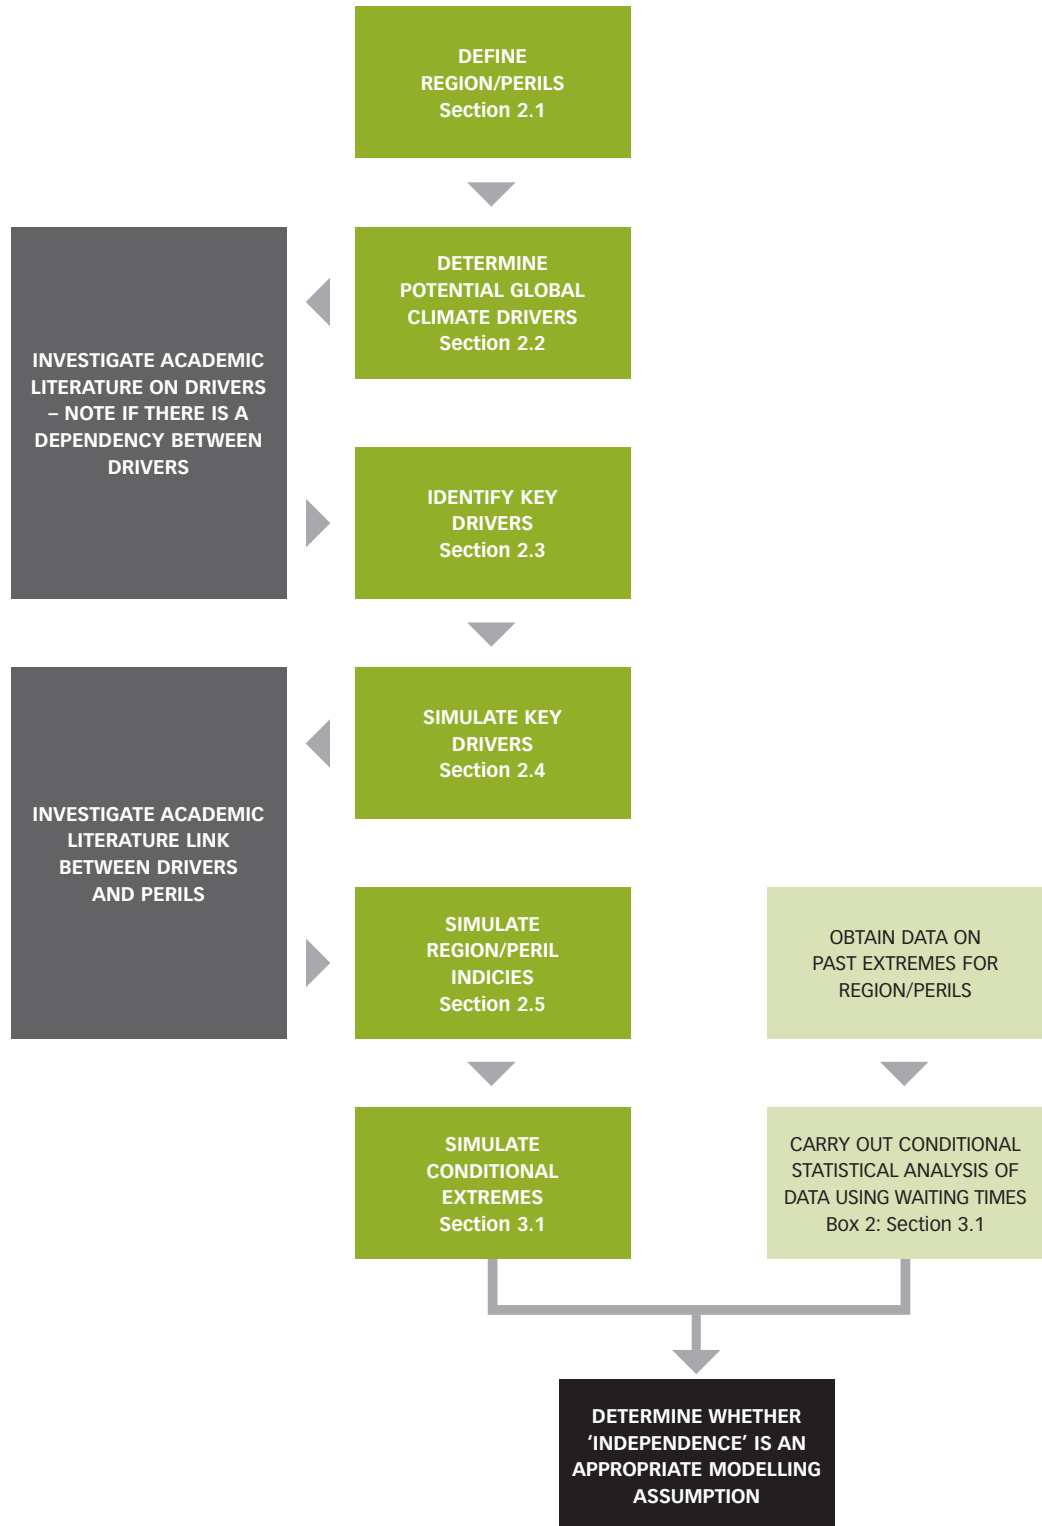 DEFINE
REGION/PERILS
Section 2.1
DETERMINE
POTENTIAL GLOBAL
CLIMATE DRIVERS
Section 2.2
INVESTIGATE ACADEMIC
LITERATURE ON DRIVERS
– NOTE IF THERE IS A
DEPENDENCY BETWEEN
DRIVERS
IDENTIFY KEY
DRIVERS
Section 2.3
SIMULATE KEY
DRIVERS
Section 2.4
INVESTIGATE ACADEMIC
LITERATURE LINK
BETWEEN DRIVERS
AND PERILS
SIMULATE
REGION/PERIL
INDICIES
Section 2.5
OBTAIN DATA ON
PAST EXTREMES FOR
REGION/PERILS
SIMULATE
CONDITIONAL
EXTREMES
Section 3.1
CARRY OUT CONDITIONAL
STATISTICAL ANALYSIS OF
DATA USING WAITING TIMES
Box 2: Section 3.1
DETERMINE WHETHER
‘INDEPENDENCE’ IS AN
APPROPRIATE MODELLING
ASSUMPTION